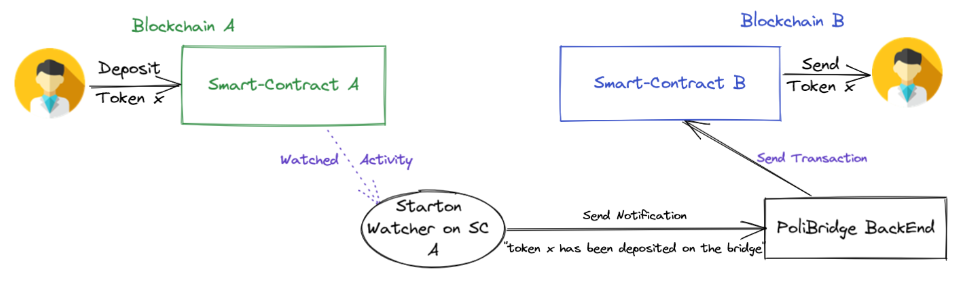 Blockchain A
Blockchain B
Deposit
Token x
Smart-Contract A
Smart-Contract B
Send
Token x
Watched Activity
Send Transaction
Starton
Watcher on SC
A
Send Notification
"token x has been deposited on the bridge"
PoliBridge BackEnd